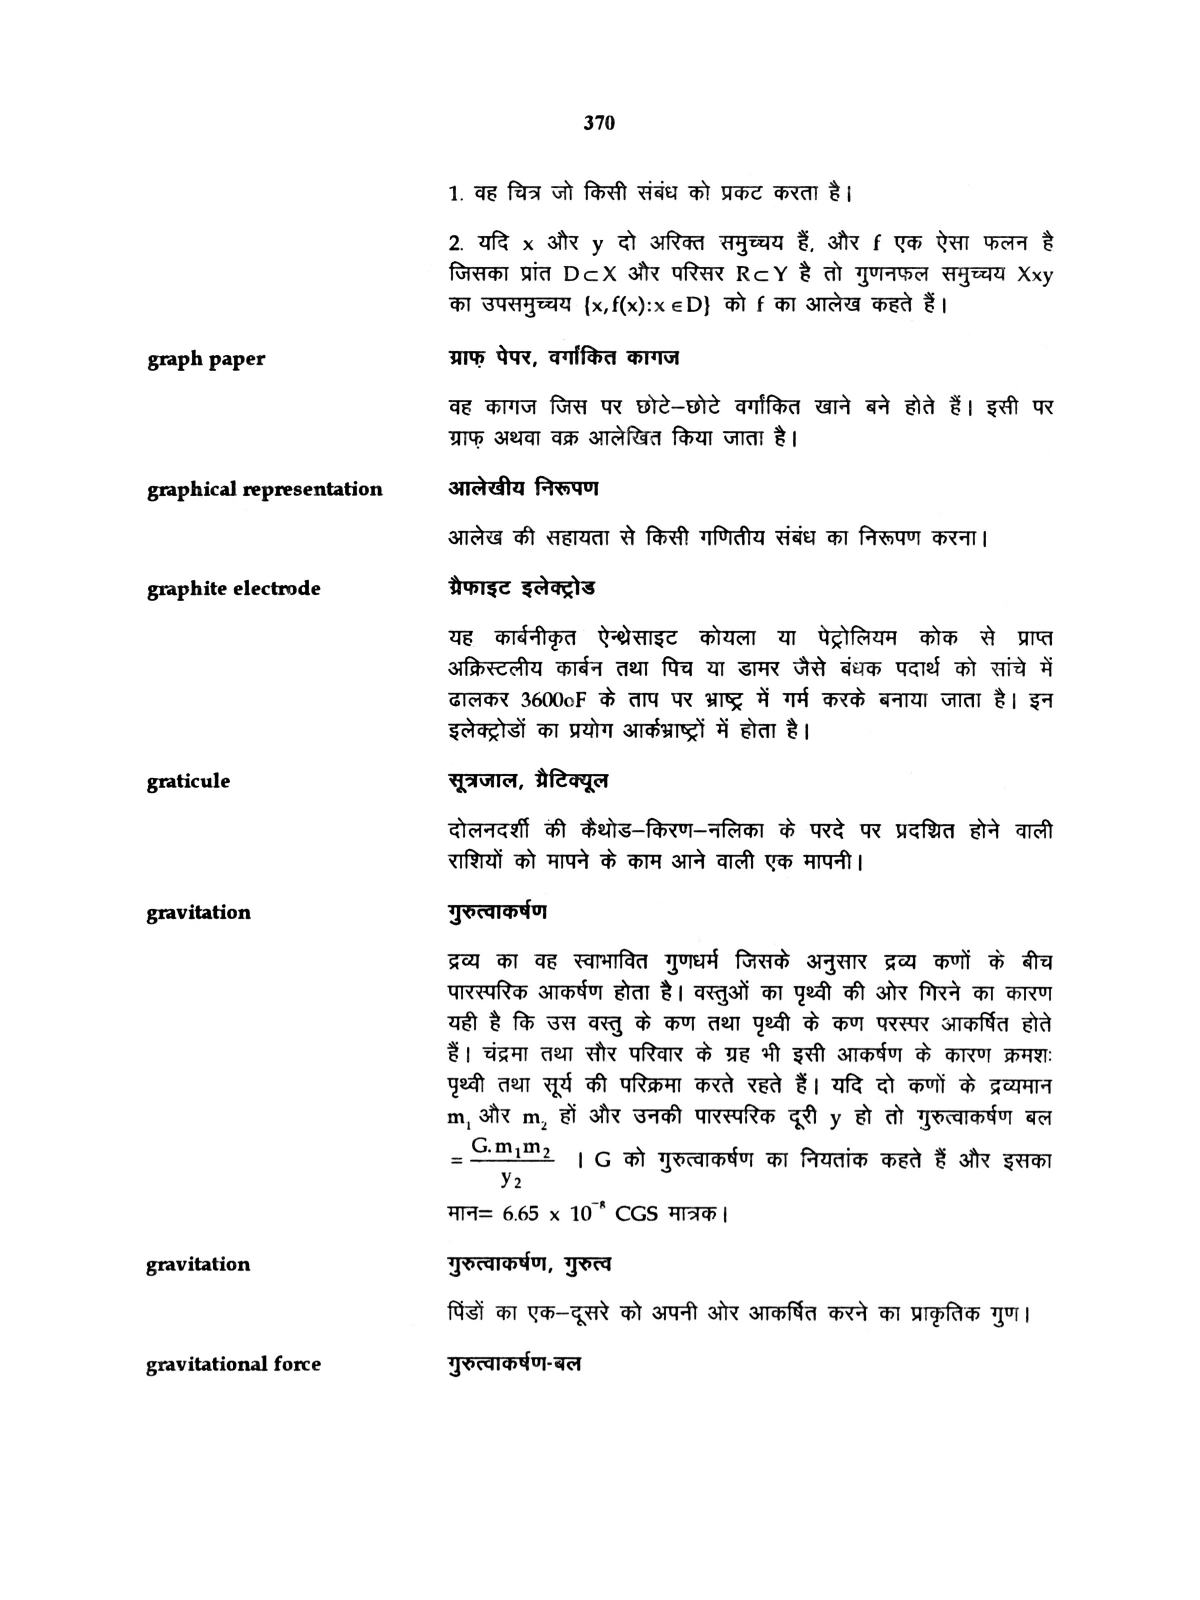 370
1. वह चित्र जो किसी संबंध को प्रकट करता है।
2. यदि x और y दो अरिक्त समुच्चय हैं, और f एक ऐसा फलन है
जिसका प्रांत D⊂X और परिसर R⊂Y है तो गुणनफल समुच्चय Xxy
का उपसमुच्चय {x,f(x):x∈D} को f का आलेख कहते हैं।
graph paper ग्राफ़ पेपर, वर्गांकित कागज
वह कागज जिस पर छोटे–छोटे वर्गांकित खाने बने होते हैं। इसी पर
ग्राफ़ अथवा वक्र आलेखित किया जाता है।
graphical representation आलेखीय निरूपण
आलेख की सहायता से किसी गणितीय संबंध का निरूपण करना।
graphite electrode ग्रैफाइट इलेक्ट्रोड
यह कार्बनीकृत ऐन्थ्रेसाइट कोयला या पेट्रोलियम कोक से प्राप्त
अक्रिस्टलीय कार्बन तथा पिच या डामर जैसे बंधक पदार्थ को सांचे में
ढालकर 3600oF के ताप पर भ्राष्ट्र में गर्म करके बनाया जाता है। इन
इलेक्ट्रोडों का प्रयोग आर्कभ्राष्ट्रों में होता है।
graticule सूत्रजाल, ग्रैटिक्यूल
दोलनदर्शी की कैथोड–किरण–नलिका के परदे पर प्रदर्शित होने वाली
राशियों को मापने के काम आने वाली एक मापनी।
gravitation गुरुत्वाकर्षण
द्रव्य का वह स्वाभावित गुणधर्म जिसके अनुसार द्रव्य कणों के बीच
पारस्परिक आकर्षण होता है। वस्तुओं का पृथ्वी की ओर गिरने का कारण
यही है कि उस वस्तु के कण तथा पृथ्वी के कण परस्पर आकर्षित होते
हैं। चंद्रमा तथा सौर परिवार के ग्रह भी इसी आकर्षण के कारण क्रमशः
पृथ्वी तथा सूर्य की परिक्रमा करते रहते हैं। यदि दो कणों के द्रव्यमान
m₁ और m₂ हों और उनकी पारस्परिक दूरी y हो तो गुरुत्वाकर्षण बल
= G.m₁m₂ / y₂ । G को गुरुत्वाकर्षण का नियतांक कहते हैं और इसका
मान= 6.65 x 10⁻⁸ CGS मात्रक।
gravitation गुरुत्वाकर्षण, गुरुत्व
पिंडों का एक–दूसरे को अपनी ओर आकर्षित करने का प्राकृतिक गुण।
gravitational force गुरुत्वाकर्षण-बल